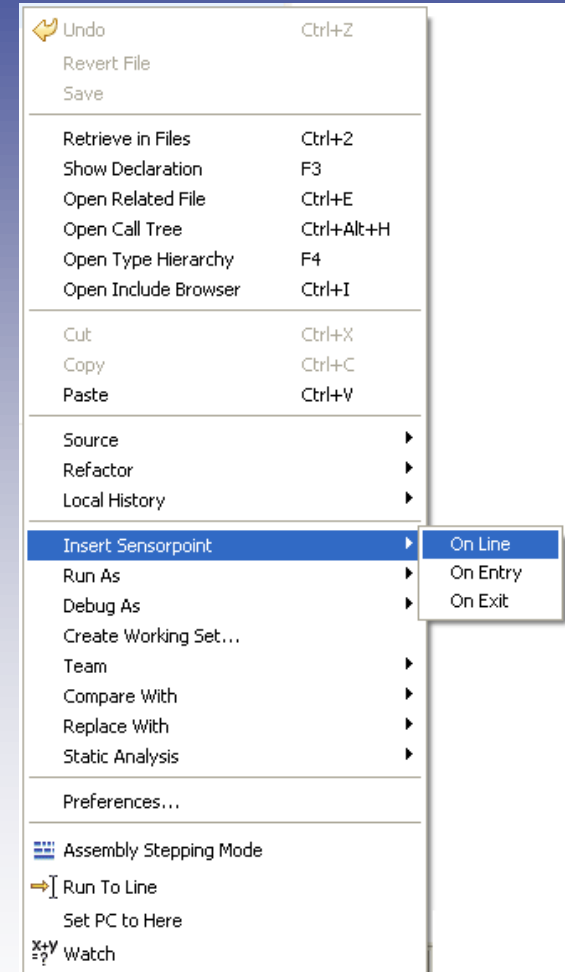 Undo Ctrl+Z
Revert File
Save
Retrieve in Files Ctrl+2
Show Declaration F3
Open Related File Ctrl+E
Open Call Tree Ctrl+Alt+H
Open Type Hierarchy F4
Open Include Browser Ctrl+I
Cut Ctrl+X
Copy Ctrl+C
Paste Ctrl+V
Source
Refactor
Local History
Insert Sensorpoint
On Line
On Entry
On Exit
Run As
Debug As
Create Working Set...
Team
Compare With
Replace With
Static Analysis
Preferences...
Assembly Stepping Mode
Run To Line
Set PC to Here
x+y
=?
Watch